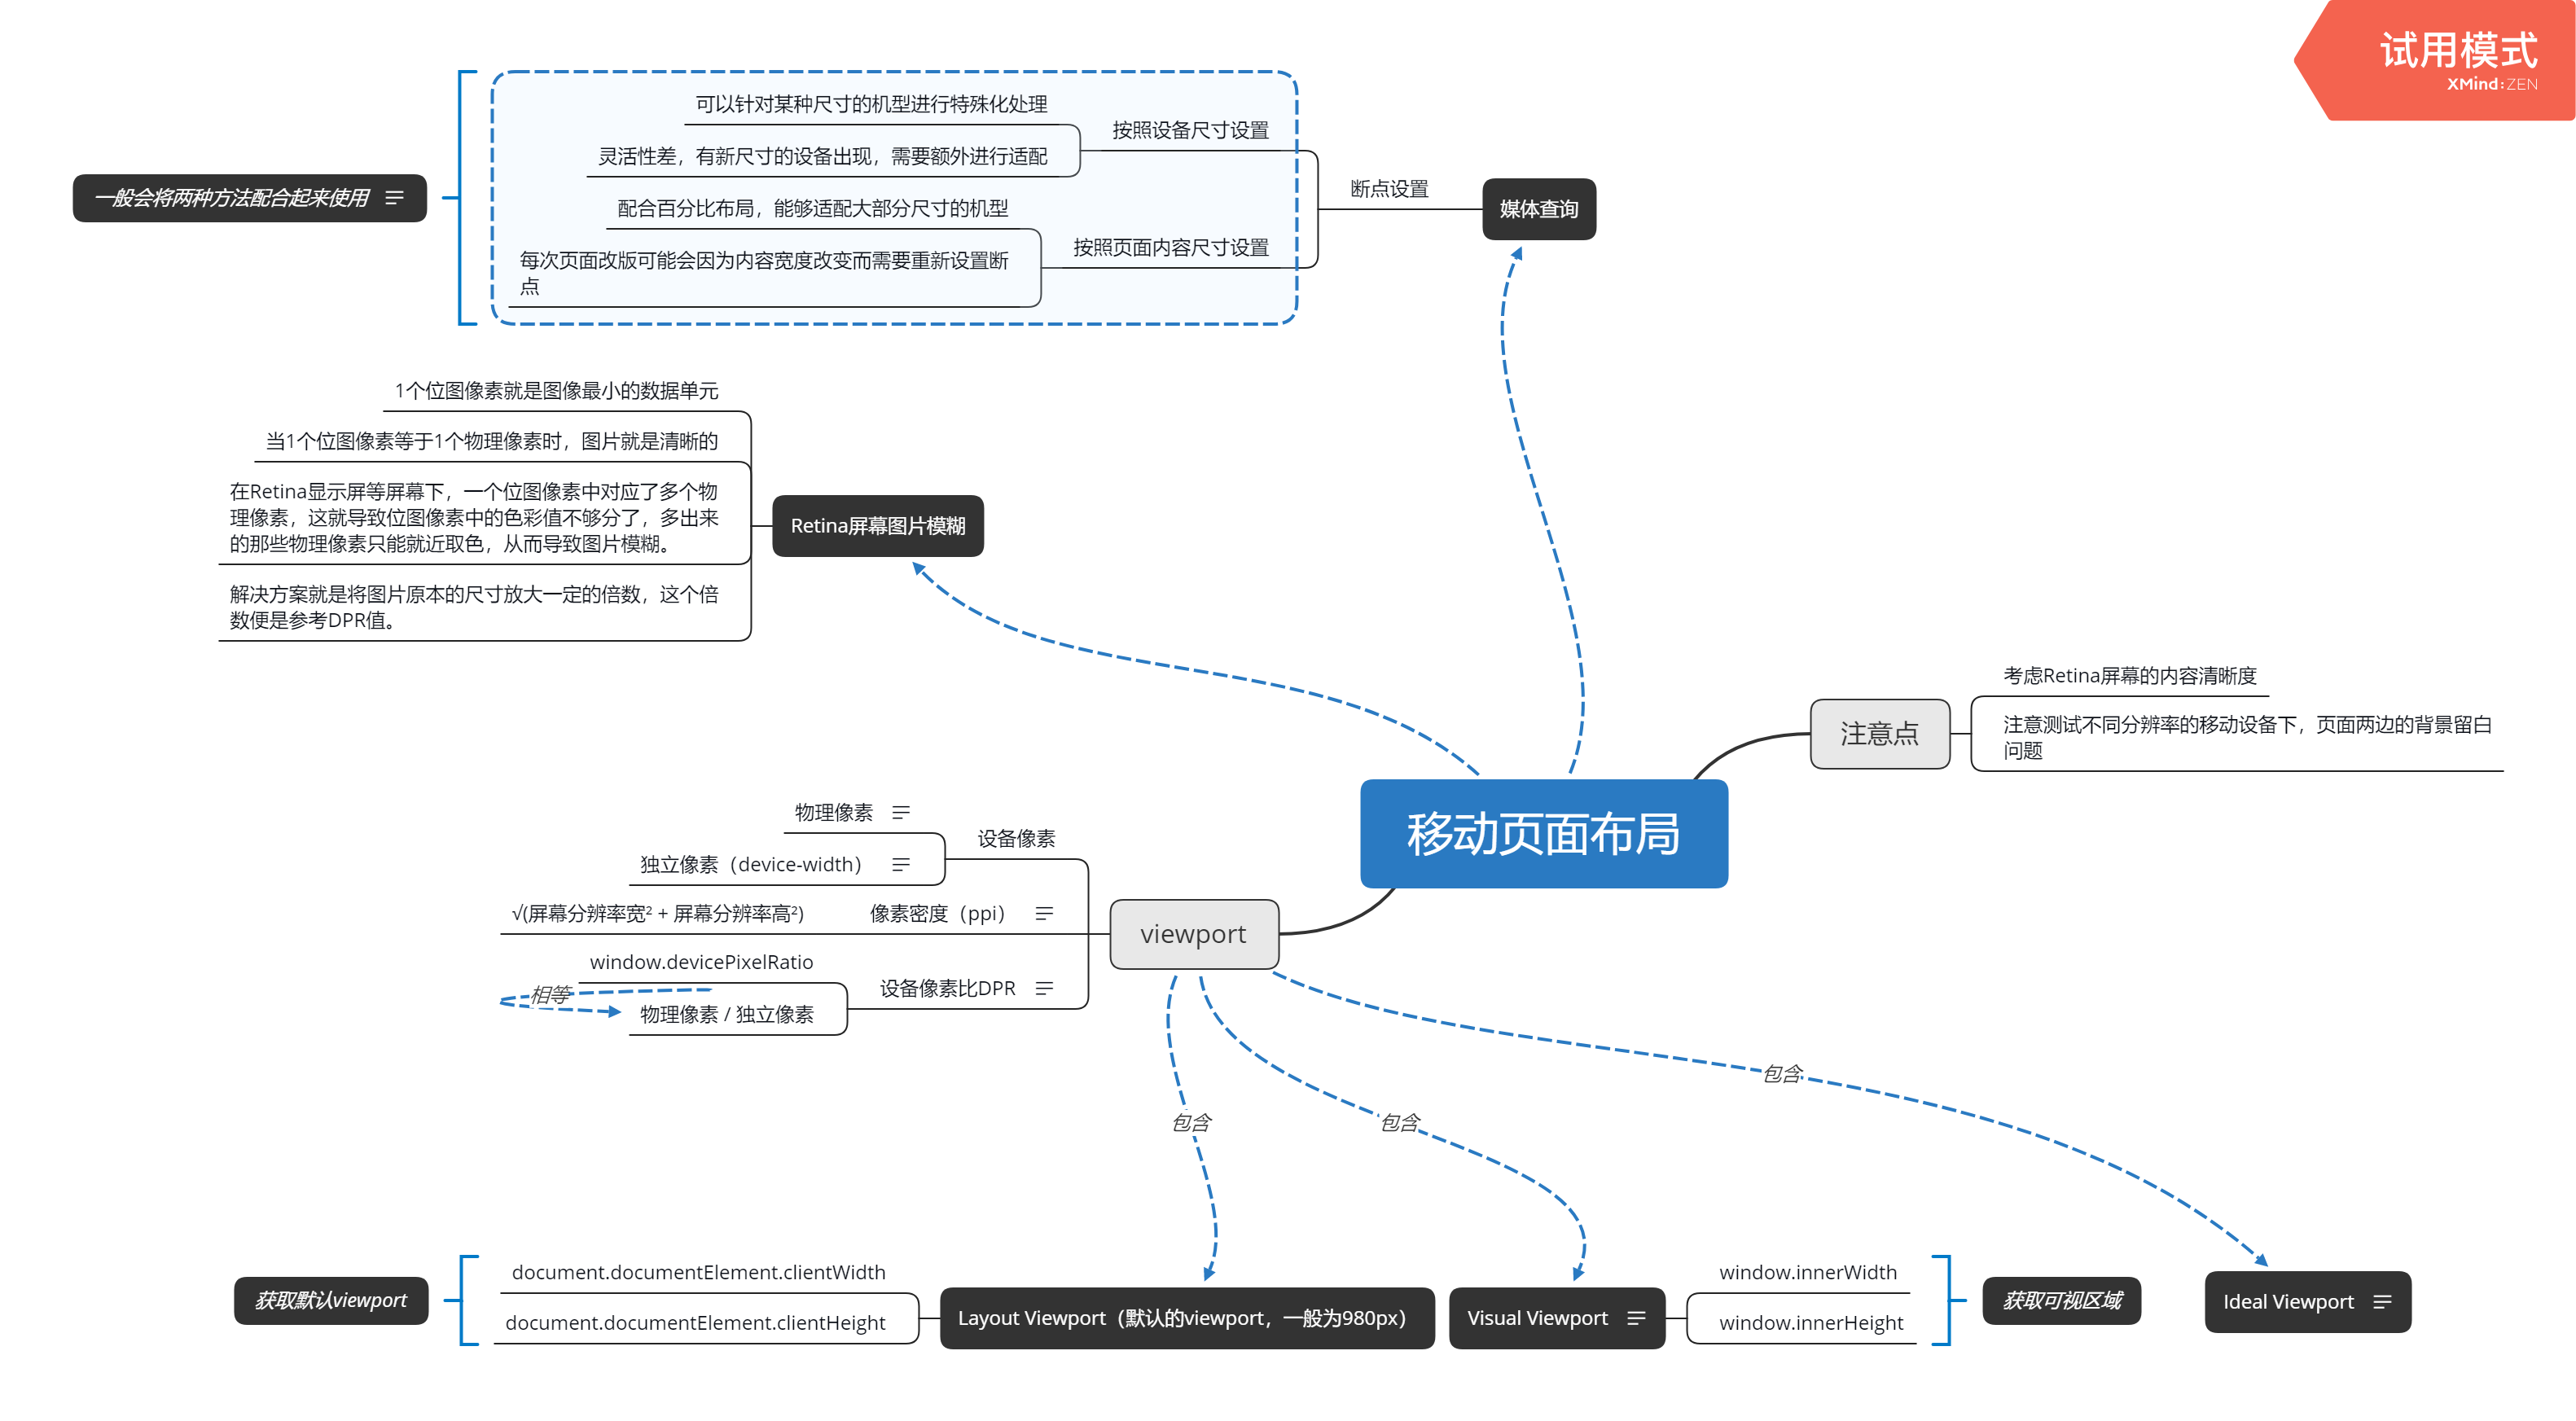 试用模式
XMind:ZEN
可以针对某种尺寸的机型进行特殊化处理
按照设备尺寸设置
灵活性差，有新尺寸的设备出现，需要额外进行适配
断点设置
媒体查询
一般会将两种方法配合起来使用
配合百分比布局，能够适配大部分尺寸的机型
按照页面内容尺寸设置
每次页面改版可能会因为内容宽度改变而需要重新设置断
点
1个位图像素就是图像最小的数据单元
当1个位图像素等于1个物理像素时，图片就是清晰的
在Retina显示屏等屏幕下，一个位图像素中对应了多个物
理像素，这就导致位图像素中的色彩值不够分了，多出来
的那些物理像素只能就近取色，从而导致图片模糊。
Retina屏幕图片模糊
解决方案就是将图片原本的尺寸放大一定的倍数，这个倍
数便是参考DPR值。
考虑Retina屏幕的内容清晰度
注意点
注意测试不同分辨率的移动设备下，页面两边的背景留白
问题
移动页面布局
物理像素
设备像素
独立像素（device-width）
√(屏幕分辨率宽² + 屏幕分辨率高²)
像素密度（ppi）
viewport
window.devicePixelRatio
设备像素比DPR
相等
物理像素 / 独立像素
包含
包含
包含
document.documentElement.clientWidth
获取默认viewport
document.documentElement.clientHeight
Layout Viewport（默认的viewport，一般为980px）
Visual Viewport
window.innerWidth
window.innerHeight
获取可视区域
Ideal Viewport